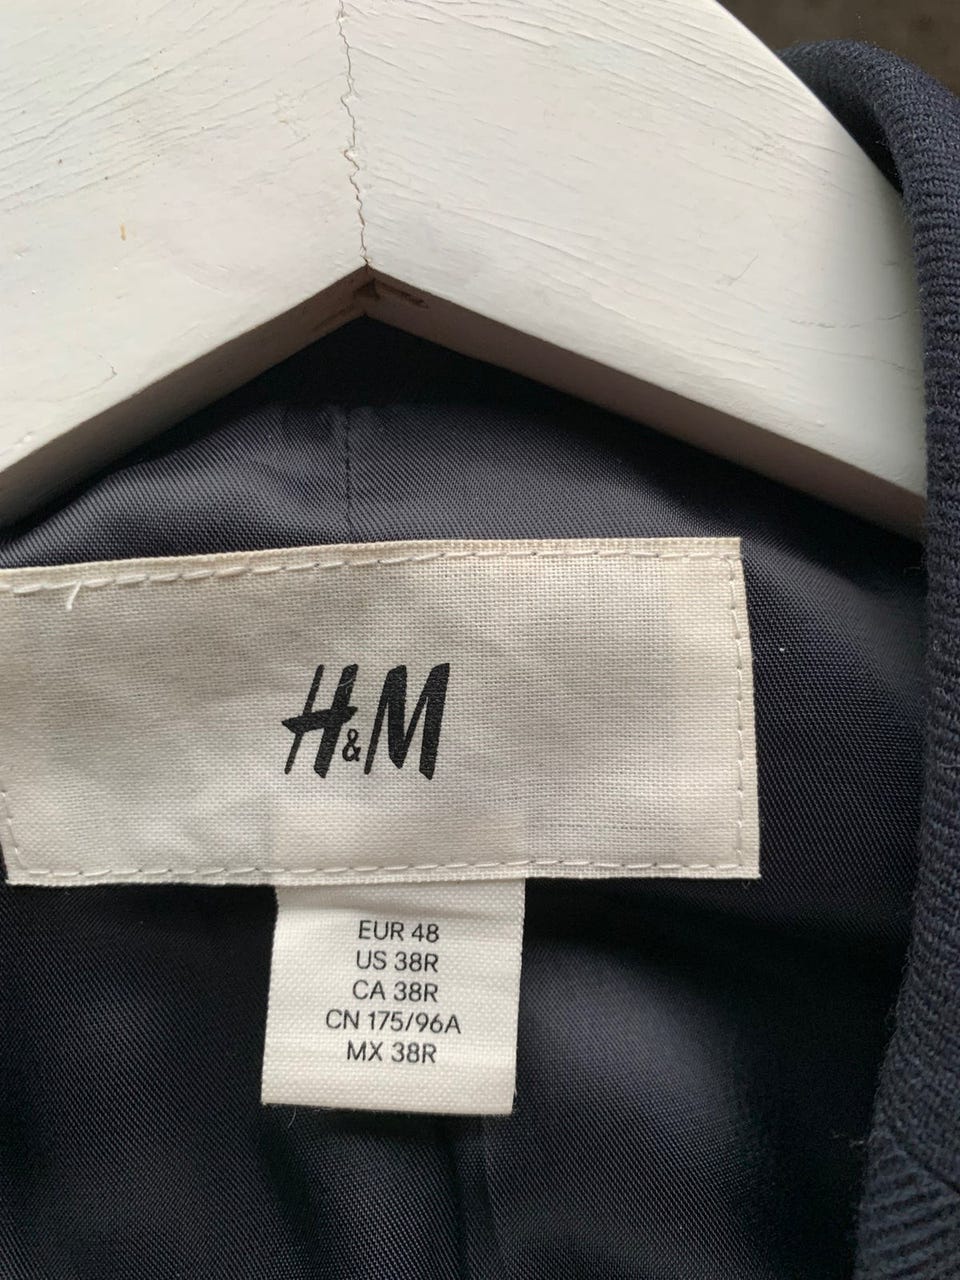 H&M
EUR 48
US 38R
CA 38R
CN 175/96A
MX 38R